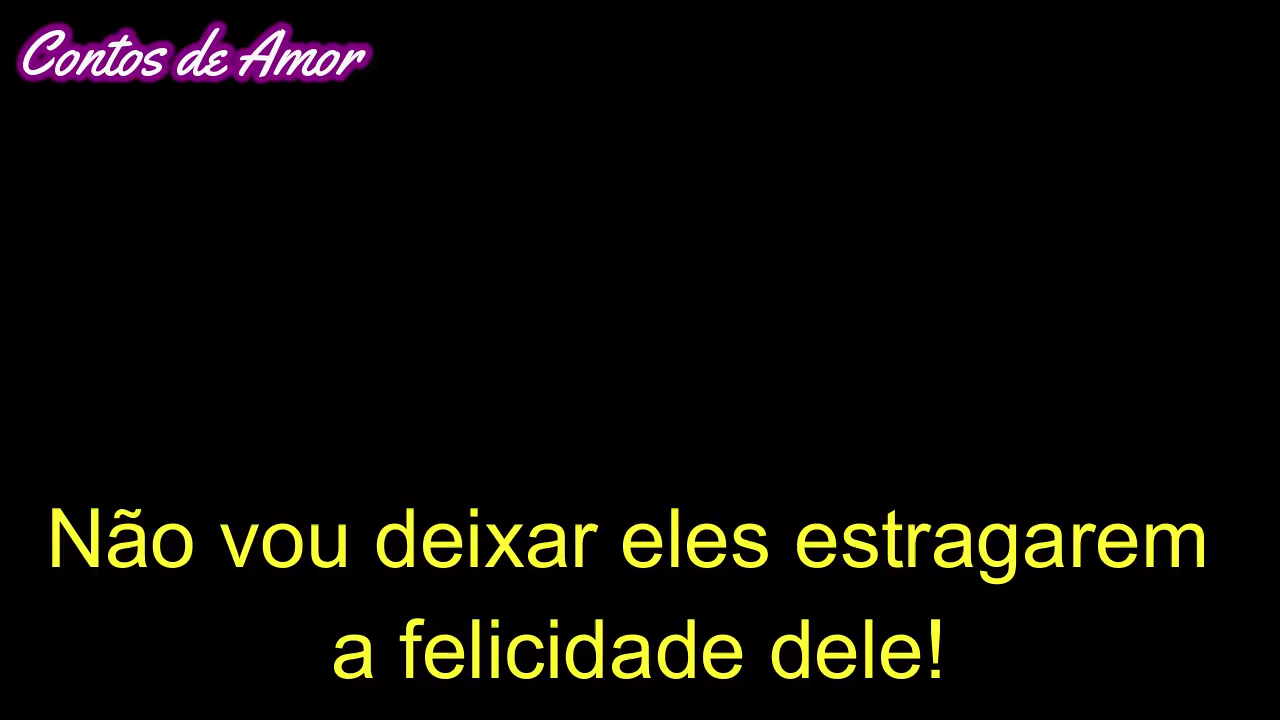 Contos de Amor
Não vou deixar eles estragarem
a felicidade dele!